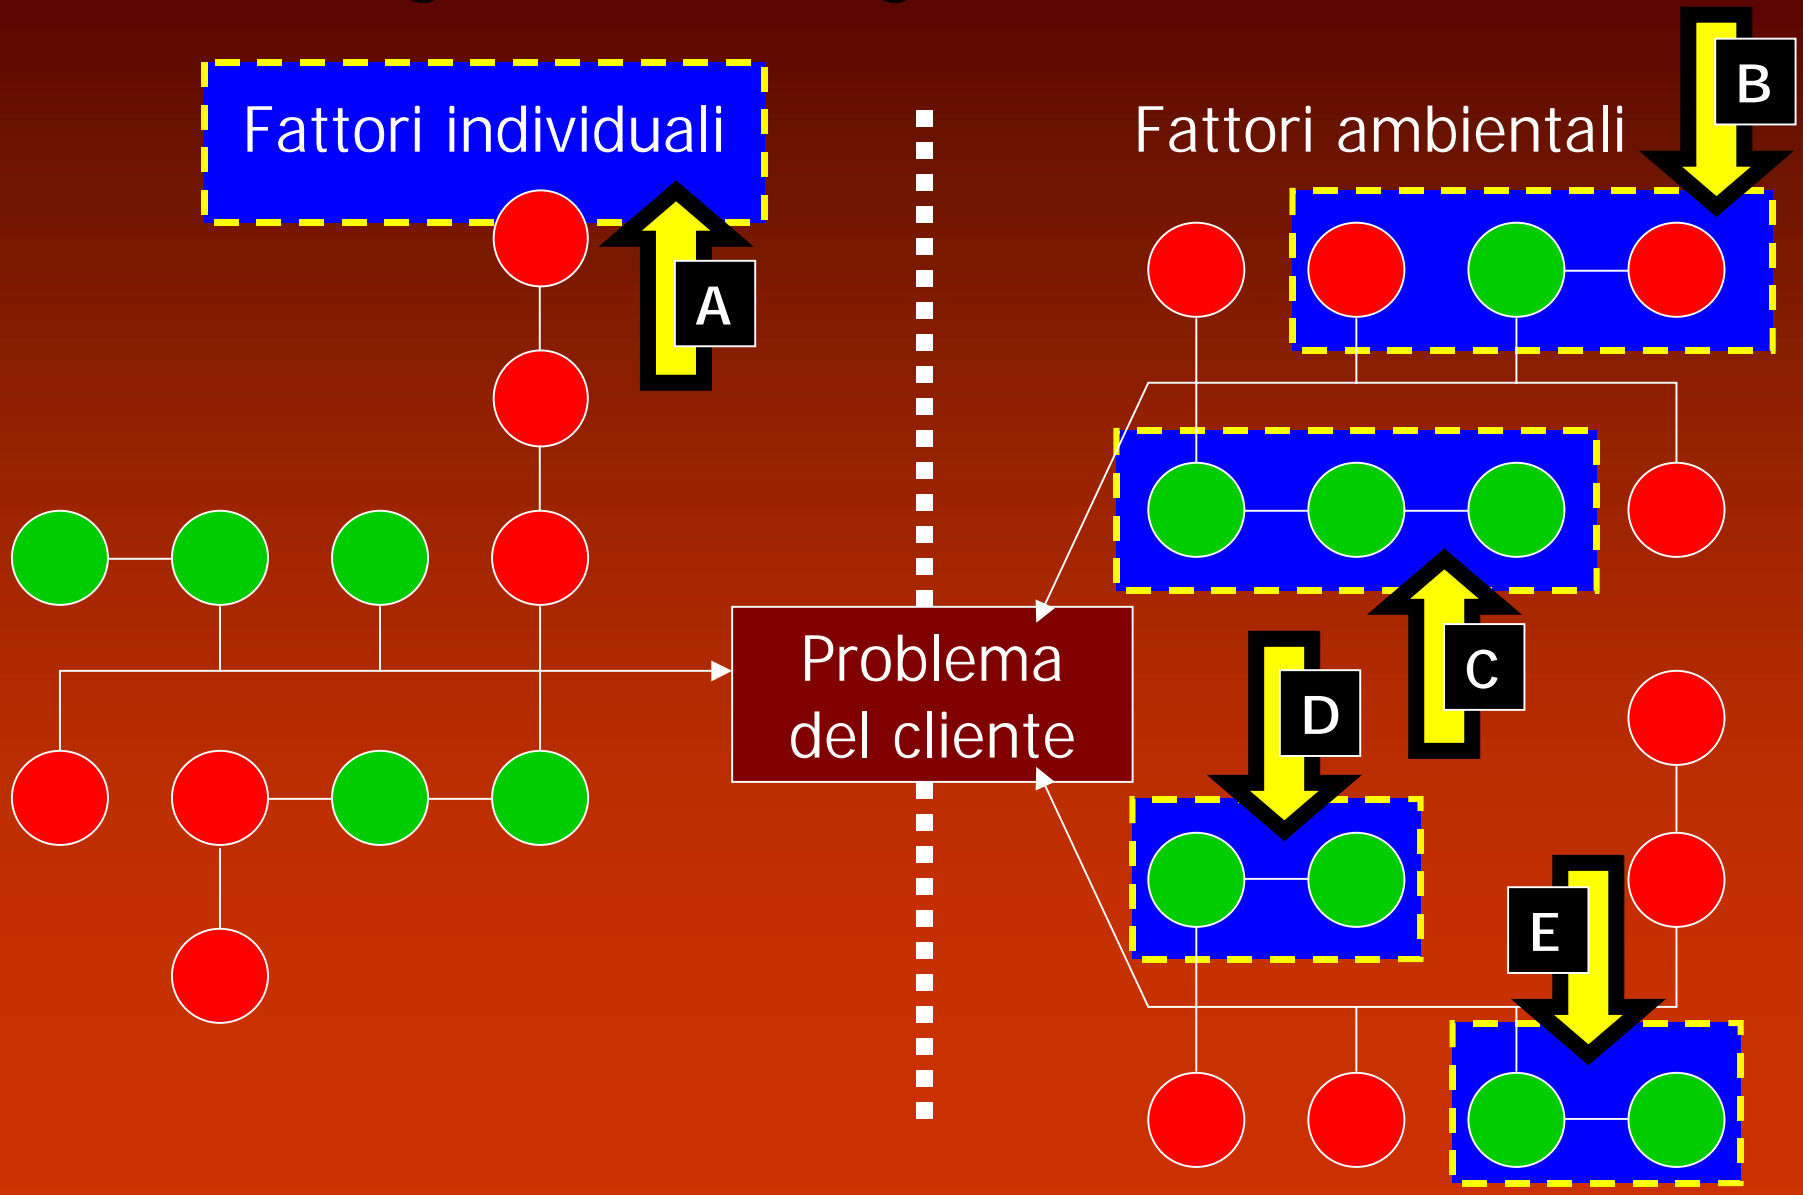 Fattori individuali
Fattori ambientali
B
A
C
Problema
del cliente
D
E